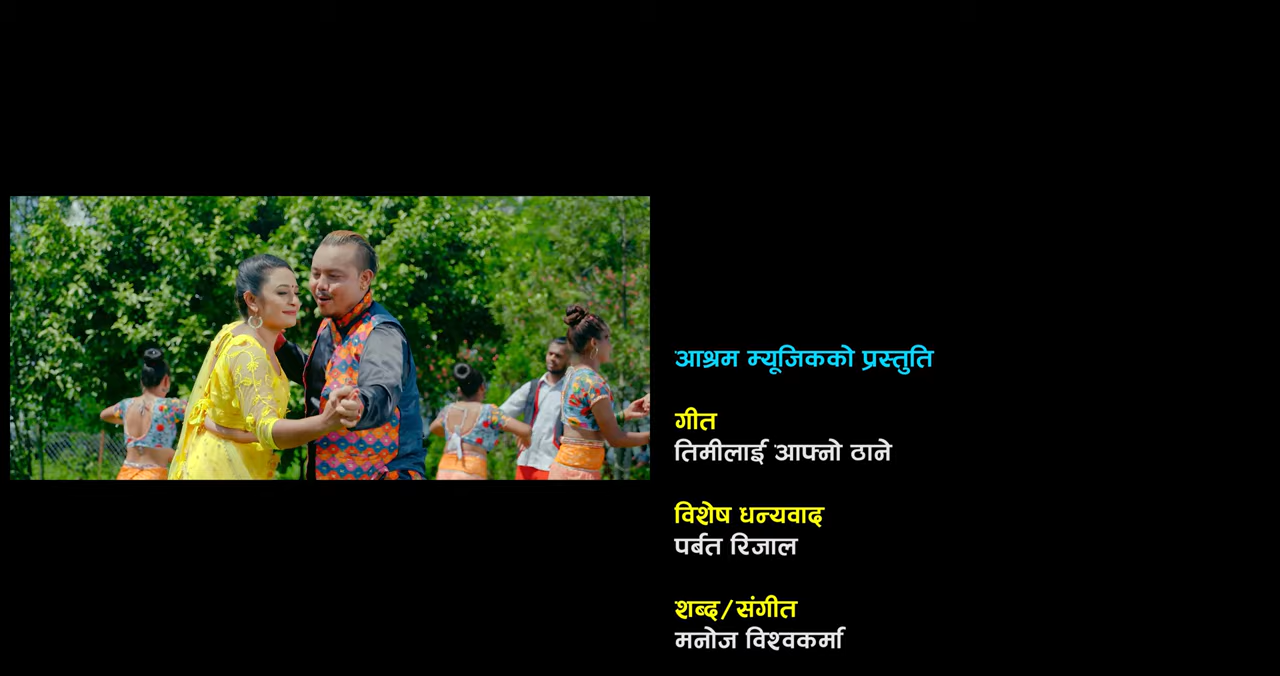 आश्रम म्यूजिकको प्रस्तुति
गीत
तिमीलाई आफ्नो ठाने
विशेष धन्यवाद
पर्बत रिजाल
शब्द/संगीत
मनोज विश्वकर्मा